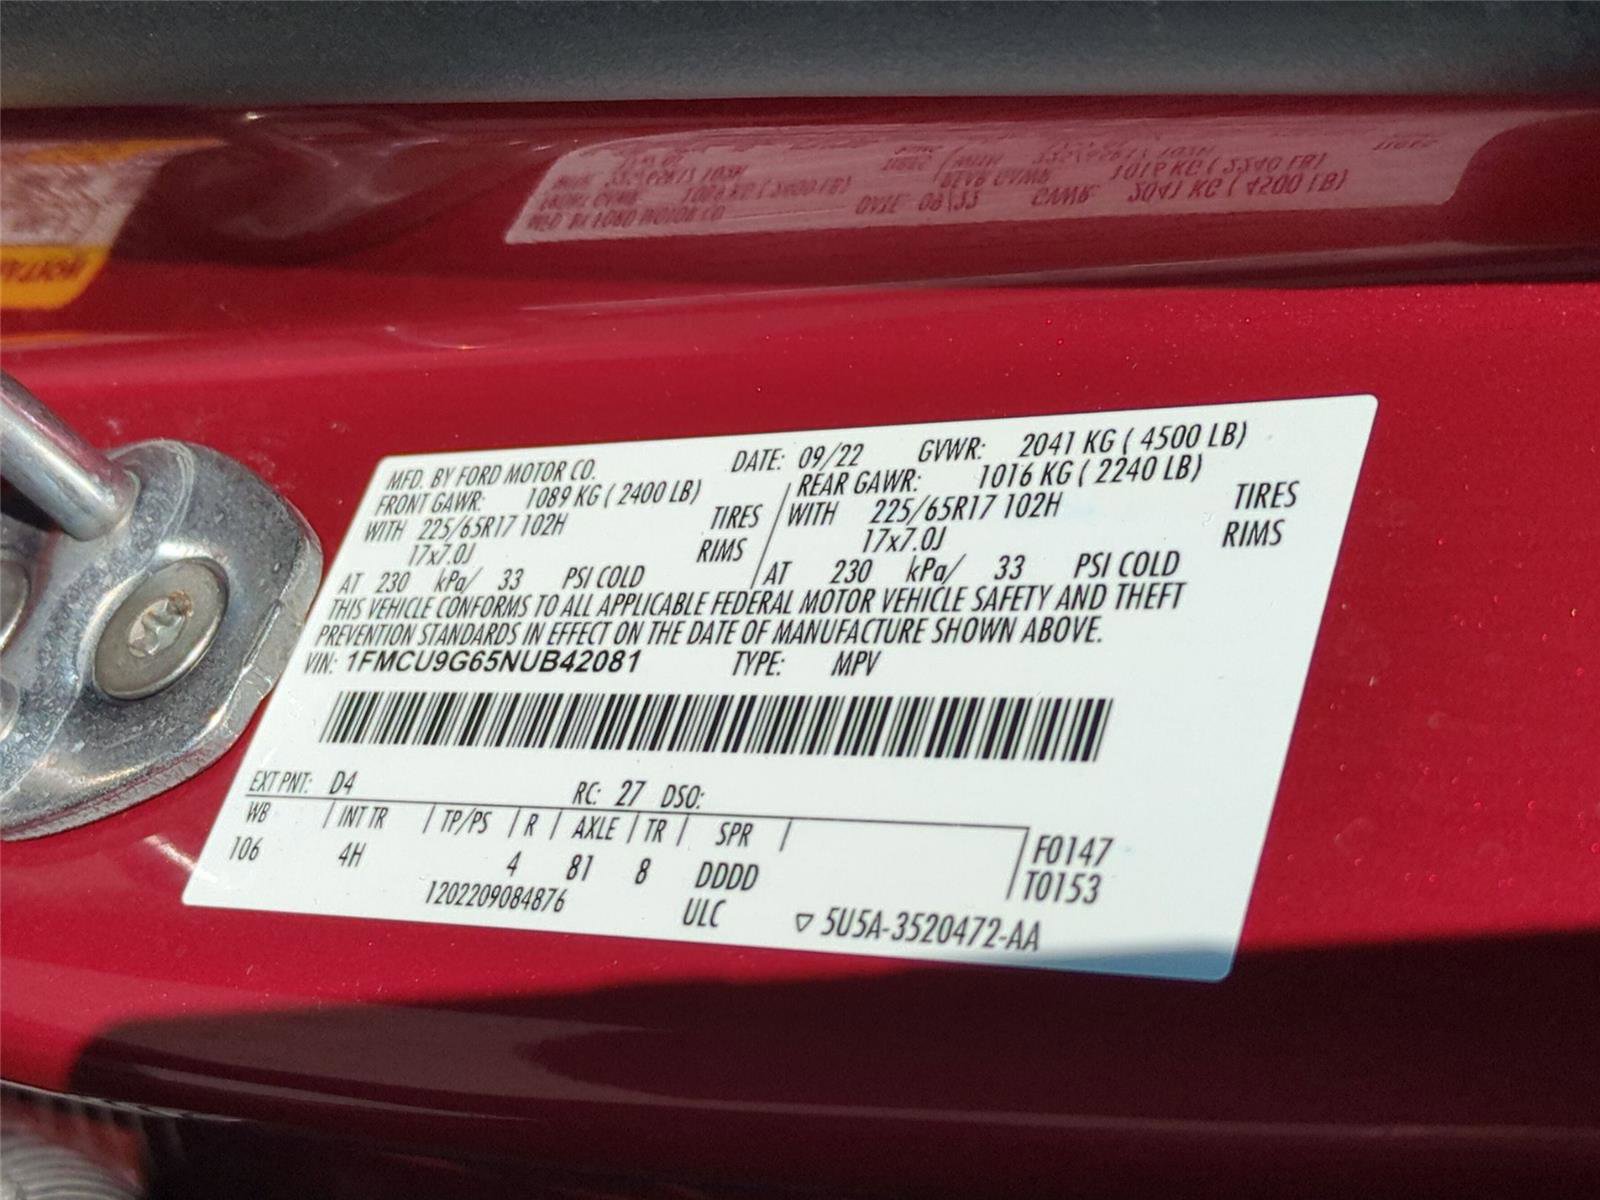 MFD. BY FORD MOTOR CO. DATE: 09/22 GVWR: 2041 KG ( 4500 LB)
FRONT GAWR: 1089 KG ( 2400 LB) REAR GAWR: 1016 KG ( 2240 LB)
WITH 225/65R17 102H TIRES WITH 225/65R17 102H TIRES
17x7.0J RIMS 17x7.0J RIMS
AT 230 kPa/ 33 PSI COLD AT 230 kPa/ 33 PSI COLD
THIS VEHICLE CONFORMS TO ALL APPLICABLE FEDERAL MOTOR VEHICLE SAFETY AND THEFT
PREVENTION STANDARDS IN EFFECT ON THE DATE OF MANUFACTURE SHOWN ABOVE.
VIN: 1FMCU9G65NUB42081 TYPE: MPV
EXT PNT: D4 RC: 27 DSO:
WB INT TR TP/PS R AXLE TR SPR
106 4H 4 81 8 DDDD
F0147
T0153
1202209084876 ULC 5U5A-3520472-AA